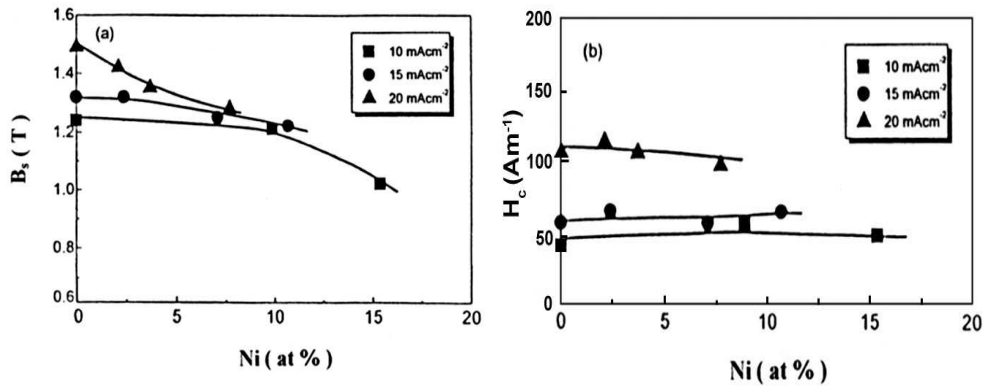 (a)
10 mAcm-2
15 mAcm-2
20 mAcm-2
1.6
1.4
1.2
1.0
0.8
0.6
Bs ( T )
0 5 10 15 20
Ni ( at % )
(b)
10 mAcm-2
15 mAcm-2
20 mAcm-2
200
150
100
50
0
Hc (Am-1)
0 5 10 15 20
Ni ( at % )